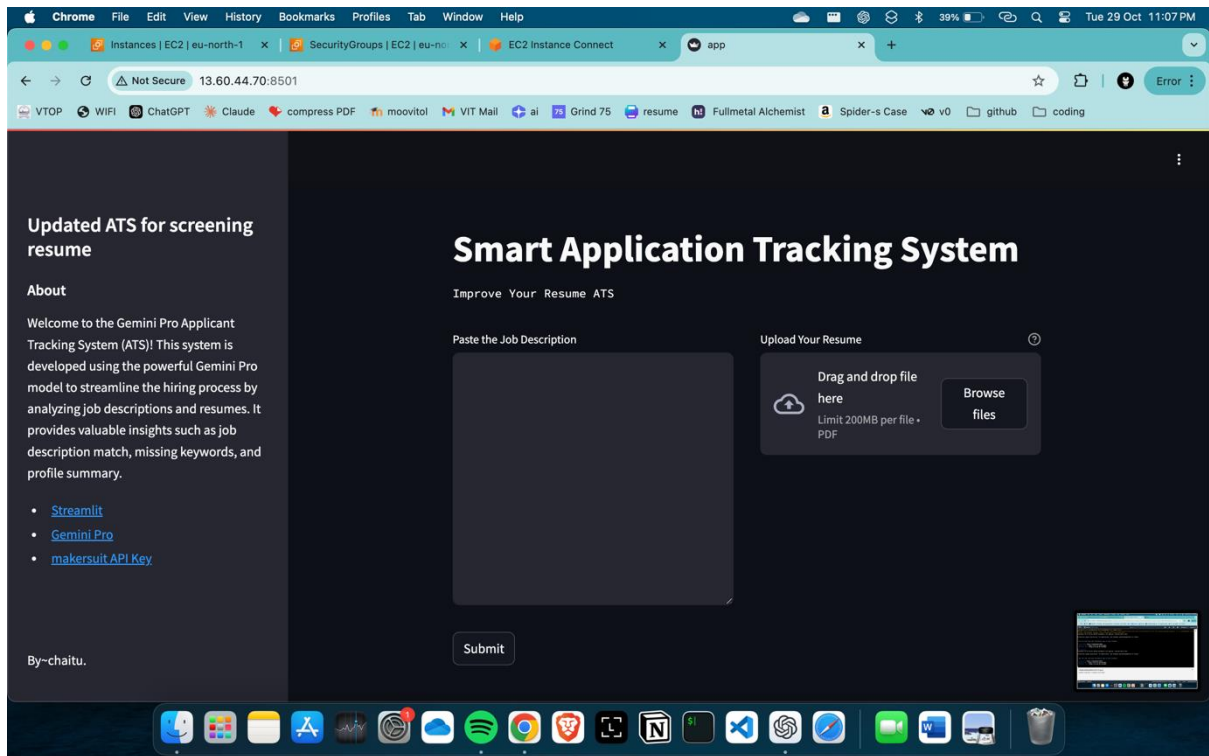 Chrome File Edit View History Bookmarks Profiles Tab Window Help 39% Tue 29 Oct 11:07 PM
Instances | EC2 | eu-north-1 SecurityGroups | EC2 | eu-no EC2 Instance Connect app
Not Secure 13.60.44.70:8501 Error
VTOP WIFI ChatGPT Claude compress PDF moovitol VIT Mail ai 75 Grind 75 resume h! Fullmetal Alchemist a Spider-s Case v0 v0 github coding
Updated ATS for screening
resume
About
Welcome to the Gemini Pro Applicant
Tracking System (ATS)! This system is
developed using the powerful Gemini Pro
model to streamline the hiring process by
analyzing job descriptions and resumes. It
provides valuable insights such as job
description match, missing keywords, and
profile summary.
Streamlit
Gemini Pro
makersuit API Key
By~chaitu.
Smart Application Tracking System
Improve Your Resume ATS
Paste the Job Description
Upload Your Resume
Drag and drop file
here
Limit 200MB per file •
PDF
Browse
files
Submit